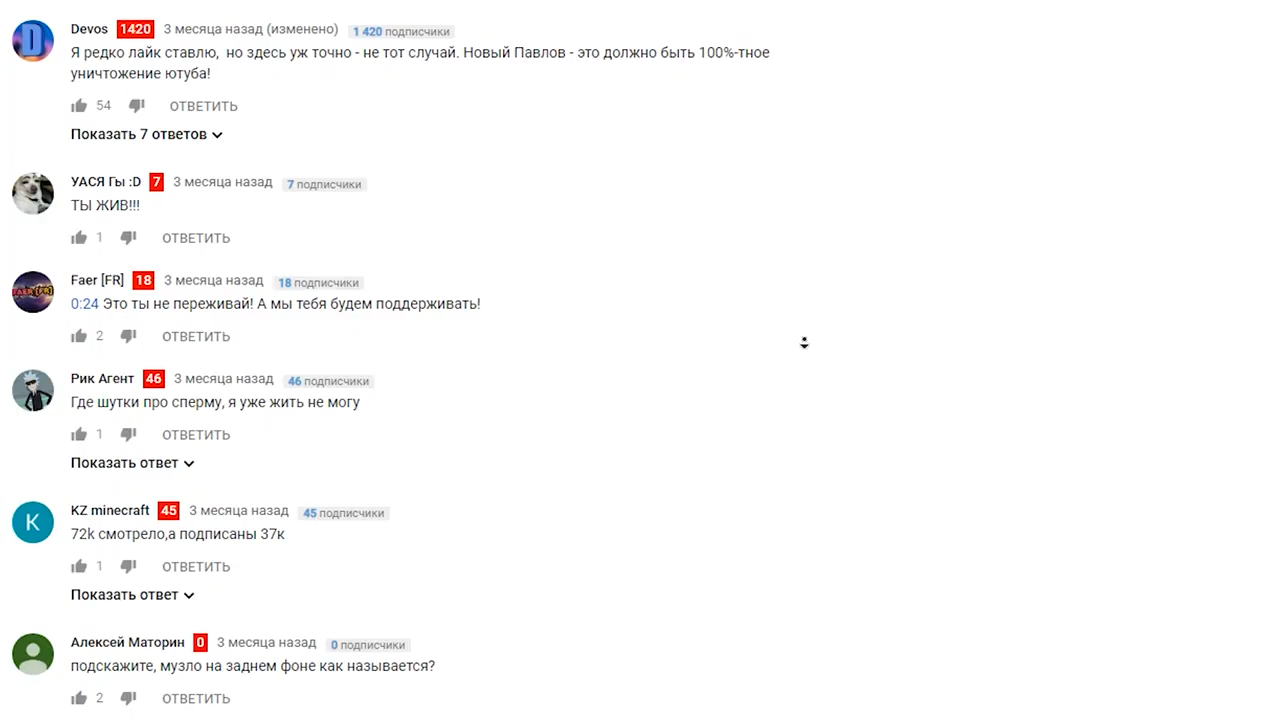 Devos 1420 3 месяца назад (изменено) 1 420 подписчики
Я редко лайк ставлю, но здесь уж точно - не тот случай. Новый Павлов - это должно быть 100%-тное
уничтожение ютуба!
54 ОТВЕТИТЬ
Показать 7 ответов
УАСЯ Гы :D 7 3 месяца назад 7 подписчики
ТЫ ЖИВ!!!
1 ОТВЕТИТЬ
Faer [FR] 18 3 месяца назад 18 подписчики
0:24 Это ты не переживай! А мы тебя будем поддерживать!
2 ОТВЕТИТЬ
Рик Агент 46 3 месяца назад 46 подписчики
Где шутки про сперму, я уже жить не могу
1 ОТВЕТИТЬ
Показать ответ
KZ minecraft 45 3 месяца назад 45 подписчики
72k смотрело,а подписаны 37к
1 ОТВЕТИТЬ
Показать ответ
Алексей Маторин 0 3 месяца назад 0 подписчики
подскажите, музло на заднем фоне как называется?
2 ОТВЕТИТЬ
D
FAER [FR]
K